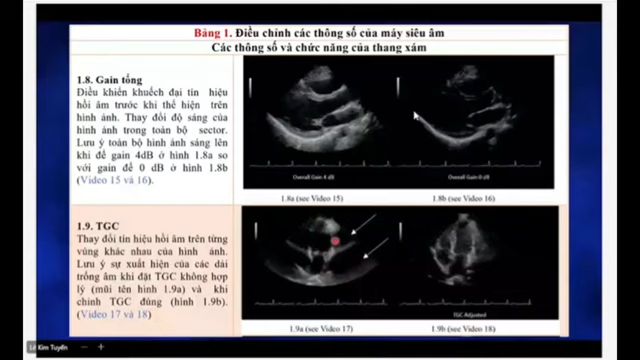 Bảng 1. Điều chỉnh các thông số của máy siêu âm
Các thông số và chức năng của thang xám
1.8. Gain tổng
Điều khiển khuếch đại tín hiệu
hồi âm trước khi thể hiện trên
hình ảnh. Thay đổi độ sáng của
hình ảnh trong toàn bộ sector.
Lưu ý toàn bộ hình ảnh sáng lên
khi để gain 4dB ở hình 1.8a so
với gain để 0 dB ở hình 1.8b
(Video 15 và 16).
Overall Gain 4 dB
Overall Gain 0 dB
1.8a (see Video 15)
1.8b (see Video 16)
1.9. TGC
Thay đổi tín hiệu hồi âm trên từng
vùng khác nhau của hình ảnh.
Lưu ý sự xuất hiện của các dải
trống âm khi đặt TGC không hợp
lý (mũi tên hình 1.9a) và khi
chỉnh TGC đúng (hình 1.9b).
(Video 17 và 18)
TGC Adjusted
1.9a (see Video 17)
1.9b (see Video 18)
Lê Kim Tuyến